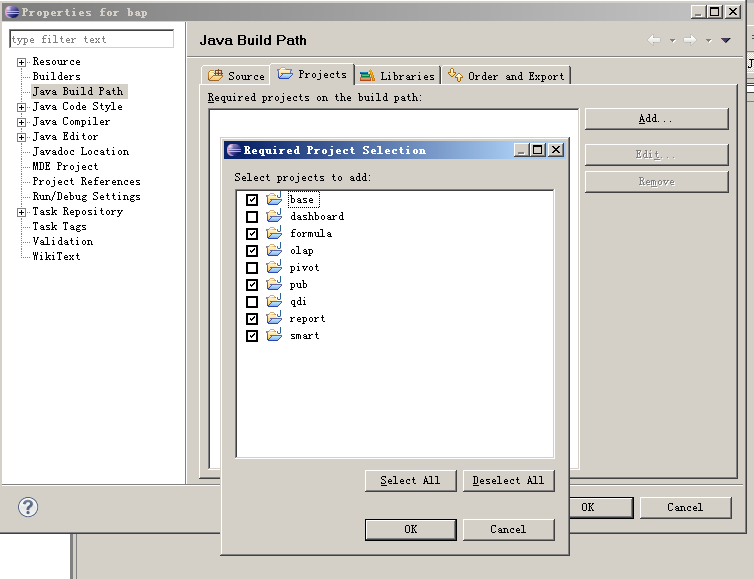 Properties for bap
type filter text
Java Build Path
Resource
Builders
Java Build Path
Java Code Style
Java Compiler
Java Editor
Javadoc Location
MDE Project
Project References
Run/Debug Settings
Task Repository
Task Tags
Validation
WikiText
Source
Projects
Libraries
Order and Export
Required projects on the build path:
Add...
Edit...
Remove
Required Project Selection
Select projects to add:
base
dashboard
formula
olap
pivot
pub
qdi
report
smart
Select All
Deselect All
OK
Cancel
OK
Cancel
?